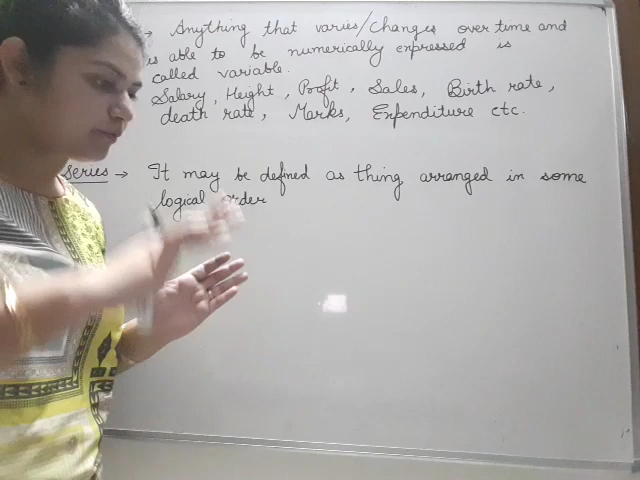 → Anything that varies/changes over time and
is able to be numerically expressed is
called variable.
Salary, Height, Profit, Sales, Birth rate,
death rate, Marks, Expenditure etc.
Series → It may be defined as thing arranged in some
logical order